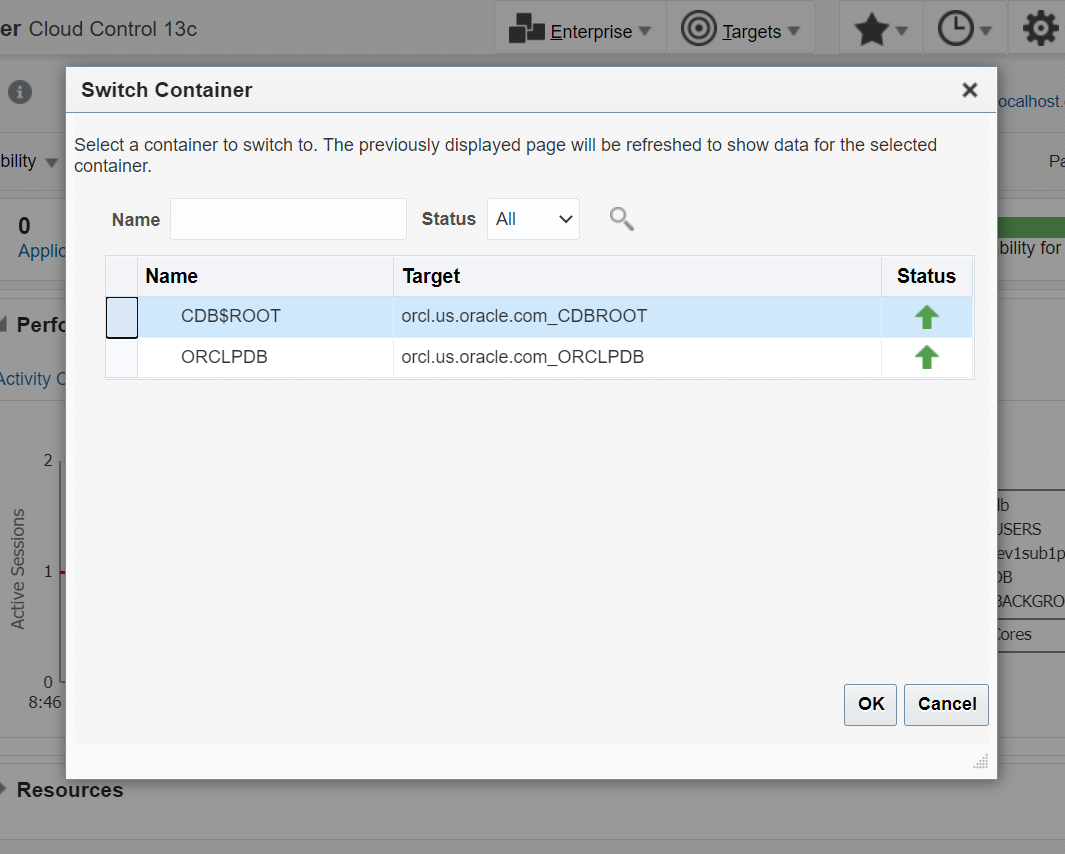 er Cloud Control 13c
Enterprise
Targets
Switch Container
ocalhost.
Select a container to switch to. The previously displayed page will be refreshed to show data for the selected
container.
bility
Pa
Name
Status
All
0
Applic
bility for
Name Target Status
CDB$ROOT orcl.us.oracle.com_CDBROOT
ORCLPDB orcl.us.oracle.com_ORCLPDB
Perfo
Activity C
2
1
0
Active Sessions
8:46
db
USERS
ev1sub1p
DB
BACKGRO
Cores
OK
Cancel
Resources